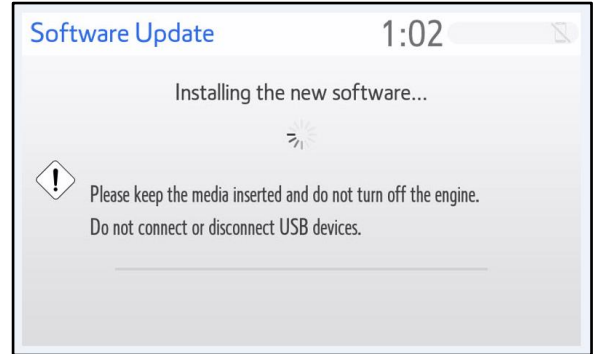 Software Update
1:02
Installing the new software...
Please keep the media inserted and do not turn off the engine.
Do not connect or disconnect USB devices.